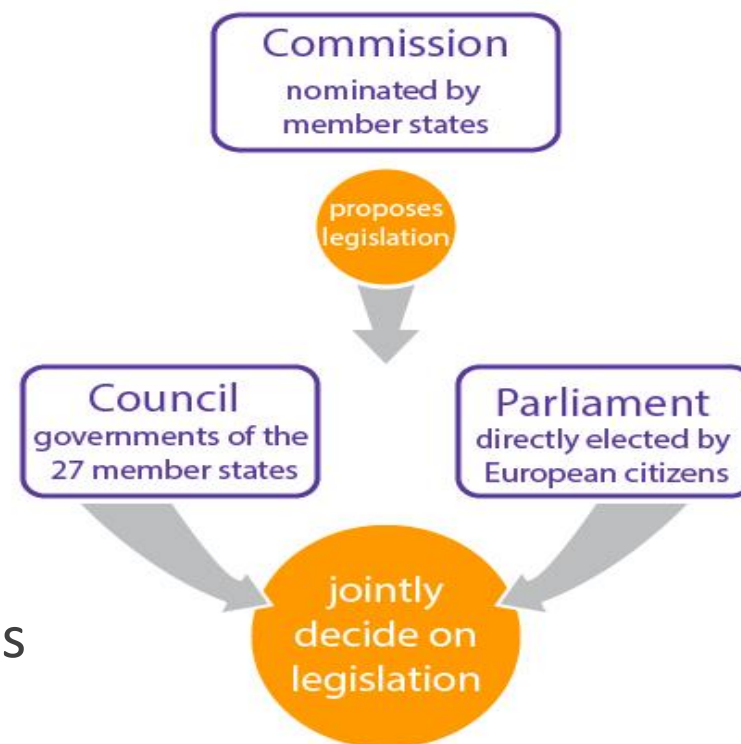 Commission
nominated by
member states
proposes
legislation
Council
governments of the
27 member states
Parliament
directly elected by
European citizens
s
jointly
decide on
legislation